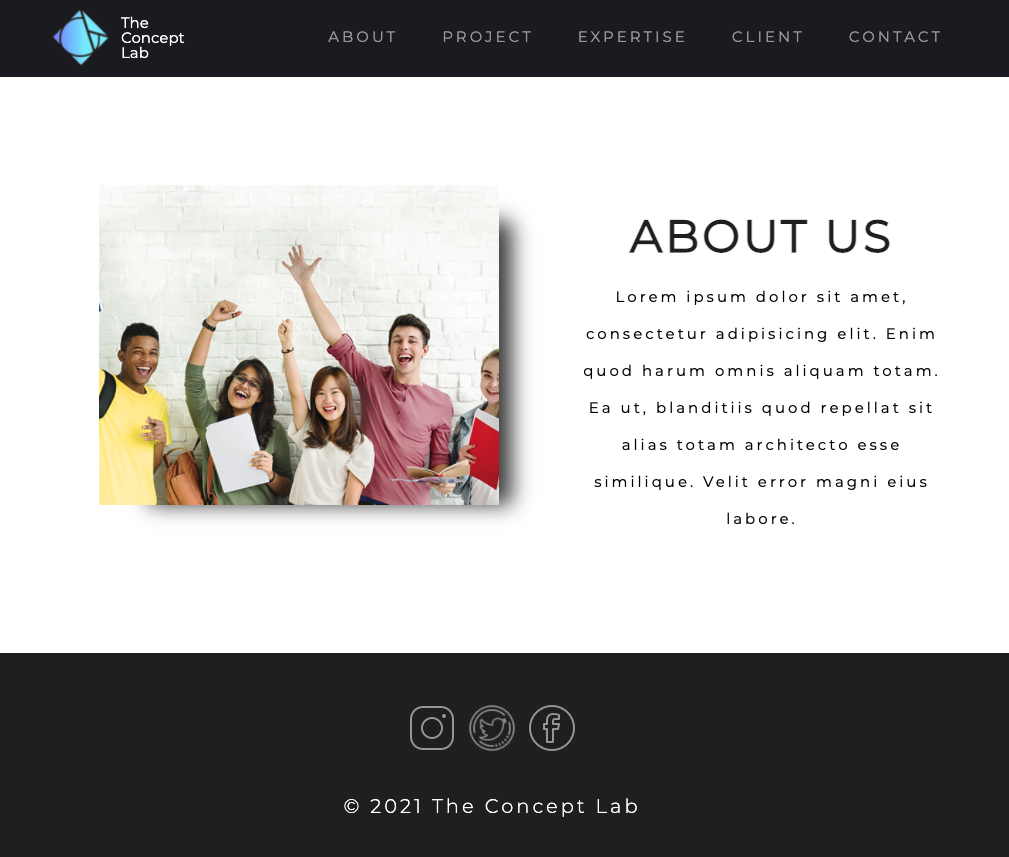 The
Concept
Lab
ABOUT PROJECT EXPERTISE CLIENT CONTACT
ABOUT US
Lorem ipsum dolor sit amet,
consectetur adipisicing elit. Enim
quod harum omnis aliquam totam.
Ea ut, blanditiis quod repellat sit
alias totam architecto esse
similique. Velit error magni eius
labore.
© 2021 The Concept Lab